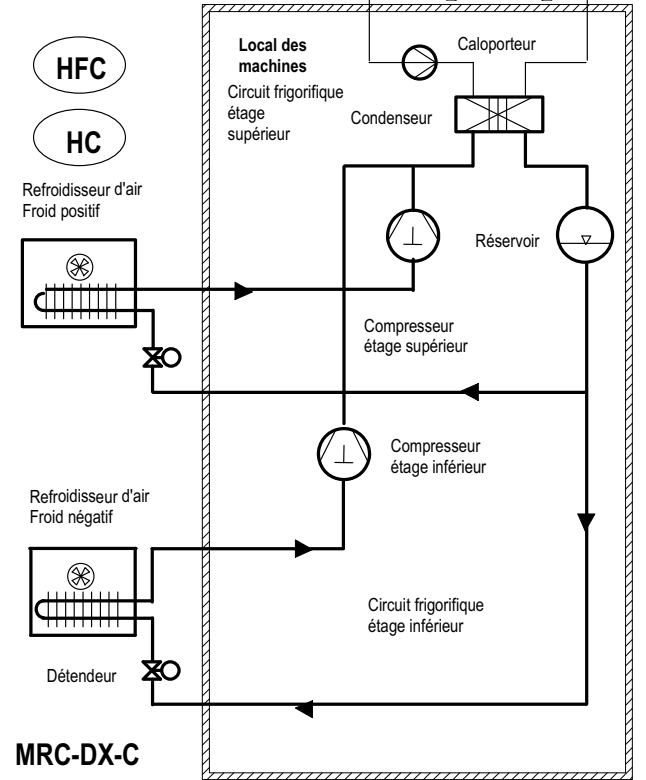 HFC
HC
Local des
machines
Circuit frigorifique
étage
supérieur
Caloporteur
Condenseur
Refroidisseur d'air
Froid positif
Réservoir
Compresseur
étage supérieur
Compresseur
étage inférieur
Refroidisseur d'air
Froid négatif
Circuit frigorifique
étage inférieur
Détendeur
MRC-DX-C